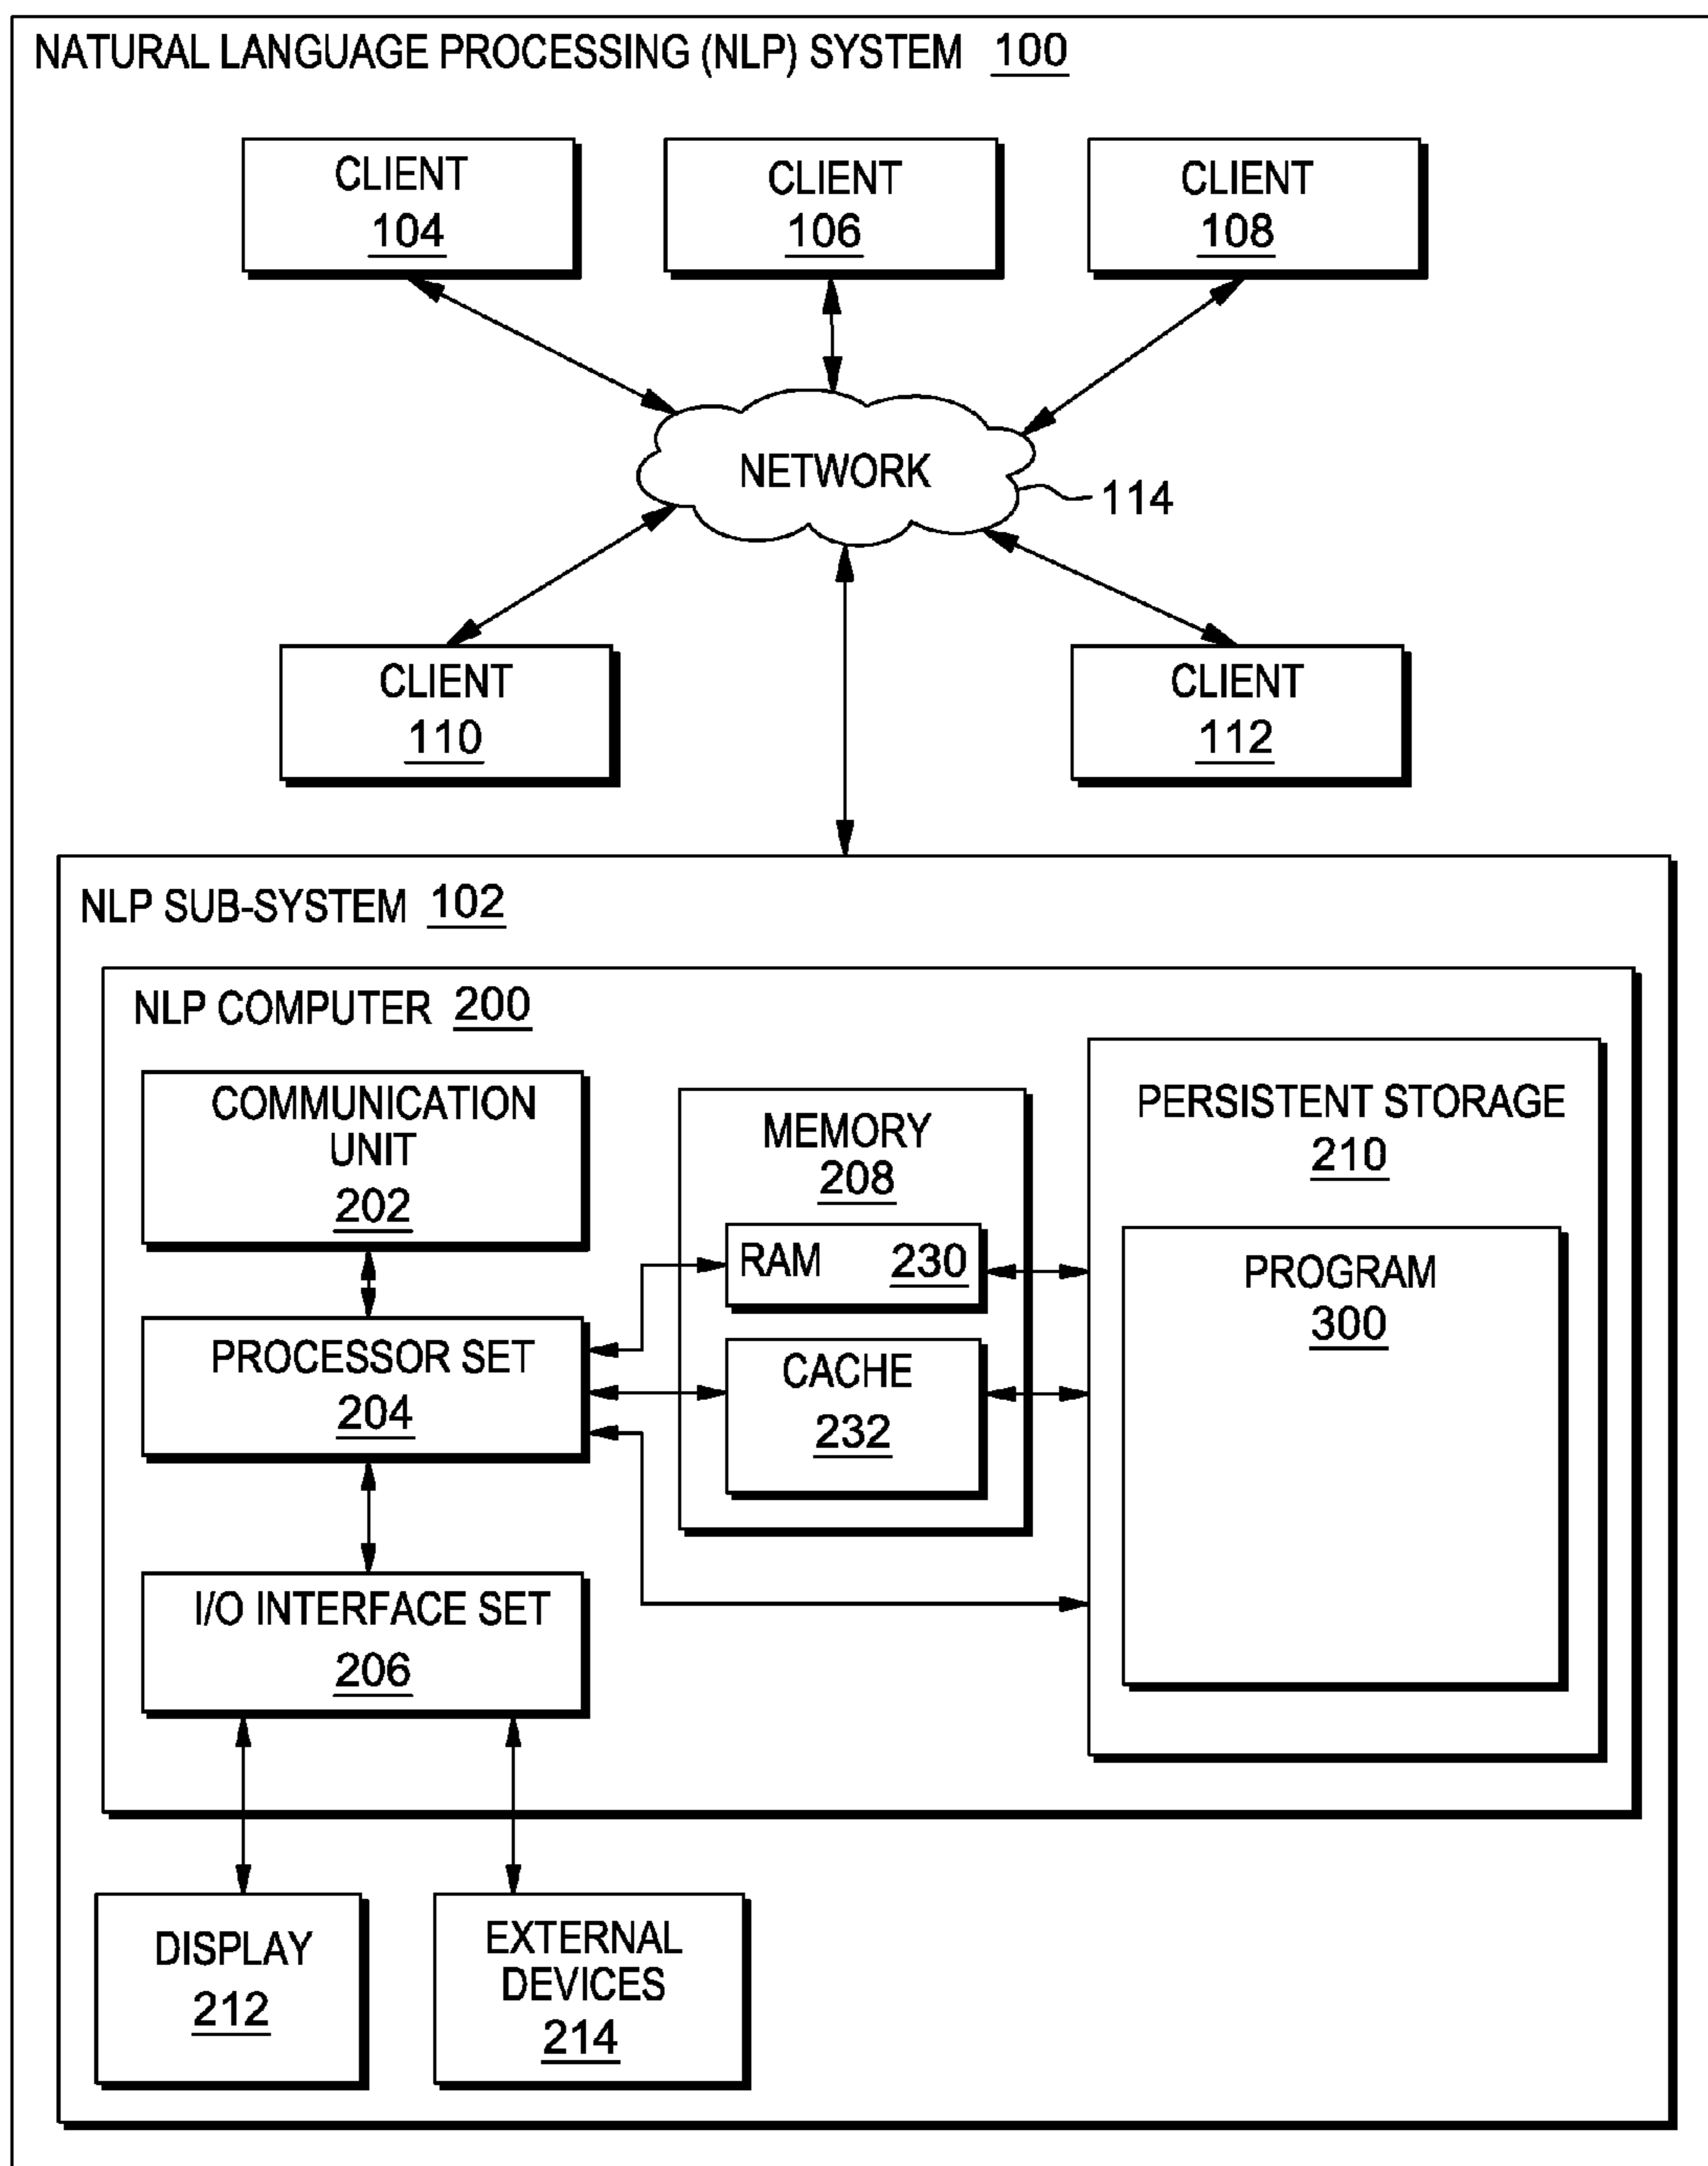 NATURAL LANGUAGE PROCESSING (NLP) SYSTEM 100
CLIENT
104
CLIENT
106
CLIENT
108
NETWORK
114
CLIENT
110
CLIENT
112
NLP SUB-SYSTEM 102
NLP COMPUTER 200
COMMUNICATION
UNIT
202
PROCESSOR SET
204
I/O INTERFACE SET
206
MEMORY
208
RAM 230
CACHE
232
PERSISTENT STORAGE
210
PROGRAM
300
DISPLAY
212
EXTERNAL
DEVICES
214